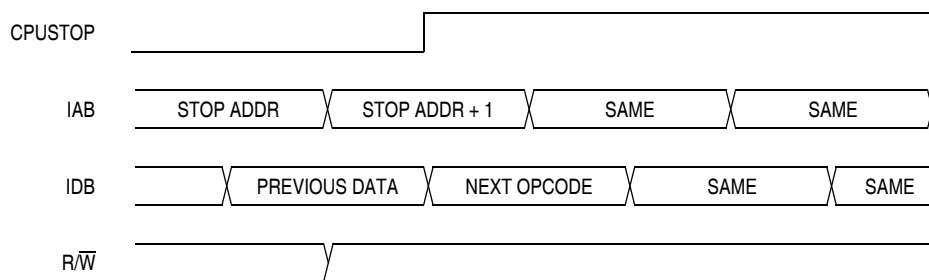 CPUSTOP
IAB STOP ADDR STOP ADDR + 1 SAME SAME
IDB PREVIOUS DATA NEXT OPCODE SAME SAME
R/W̅